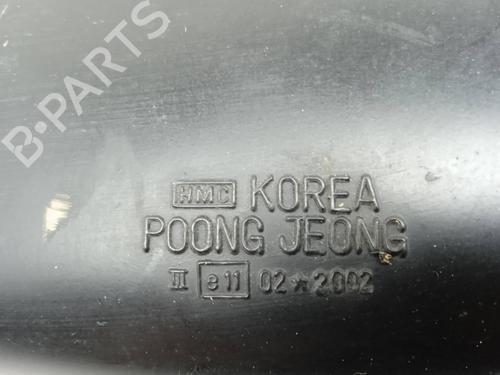 B-PARTS
HMC KOREA
POONG JEONG
III e11 02*2002